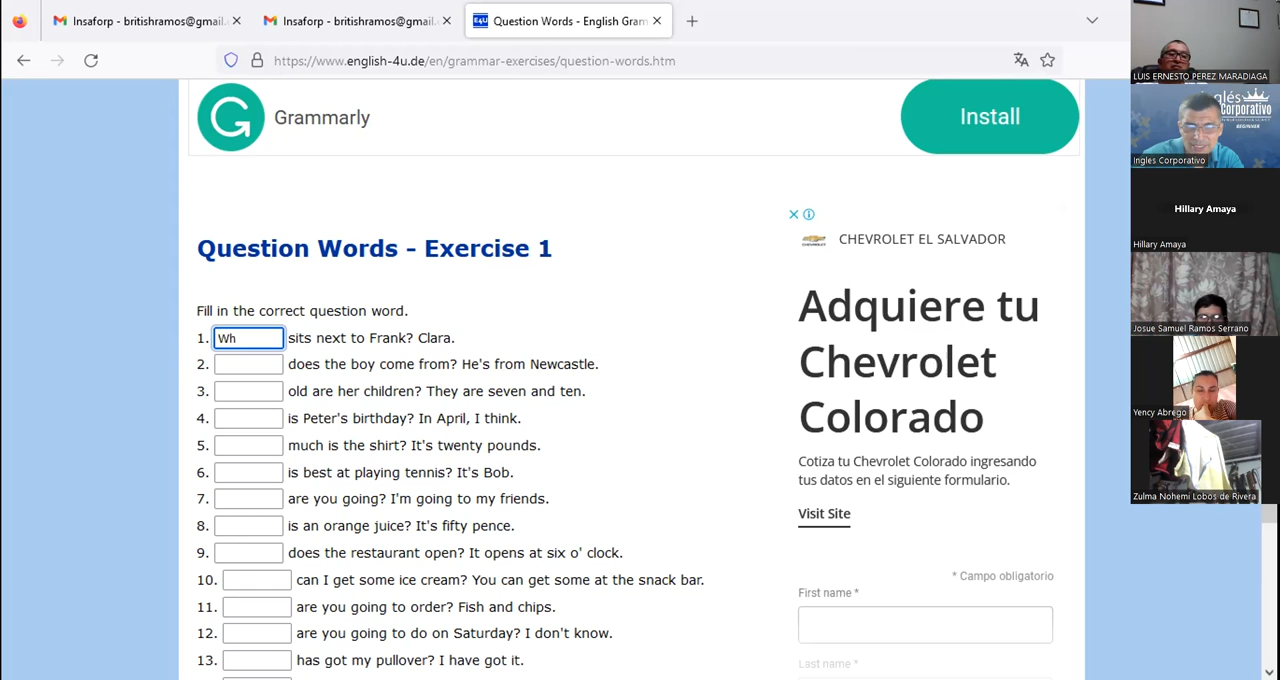 Insaforp - britishramos@gmail.
Insaforp - britishramos@gmail.
E4U Question Words - English Gram
https://www.english-4u.de/en/grammar-exercises/question-words.htm
Grammarly
Install
Question Words - Exercise 1
Fill in the correct question word.
1. Wh sits next to Frank? Clara.
2. does the boy come from? He's from Newcastle.
3. old are her children? They are seven and ten.
4. is Peter's birthday? In April, I think.
5. much is the shirt? It's twenty pounds.
6. is best at playing tennis? It's Bob.
7. are you going? I'm going to my friends.
8. is an orange juice? It's fifty pence.
9. does the restaurant open? It opens at six o' clock.
10. can I get some ice cream? You can get some at the snack bar.
11. are you going to order? Fish and chips.
12. are you going to do on Saturday? I don't know.
13. has got my pullover? I have got it.
CHEVROLET EL SALVADOR
Adquiere tu
Chevrolet
Colorado
Cotiza tu Chevrolet Colorado ingresando
tus datos en el siguiente formulario.
Visit Site
* Campo obligatorio
First name *
Last name *
LUIS ERNESTO PEREZ MARADIAGA
Inglés
Corporativo
BEGINNER
Ingles Corporativo
Hillary Amaya
Hillary Amaya
Josue Samuel Ramos Serrano
Yency Abrego
Zulma Nohemi Lobos de Rivera